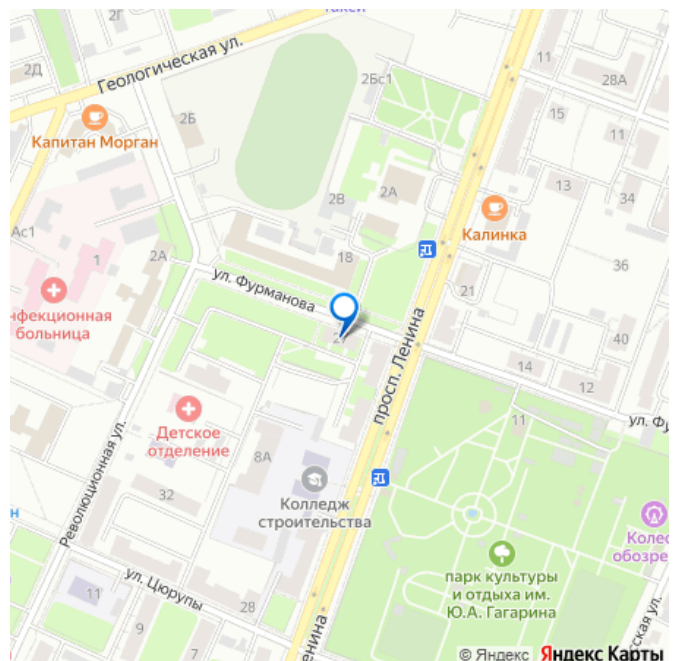 2Г
2Д
Геологическая ул.
2Бс1
11
28А
Капитан Морган
2Б
15
11
2В
2А
13
34
Ас1
Калинка
1
2А
18
36
ул. Фурманова
21
больница
40
просп. Ленина
14
12
11
Детское
отделение
8А
Революционная ул.
32
Колледж
строительства
парк культуры
и отдыха им.
Ю.А. Гагарина
ул. Цюрупы
11
28
9
7
© Яндекс Яндекс Карты